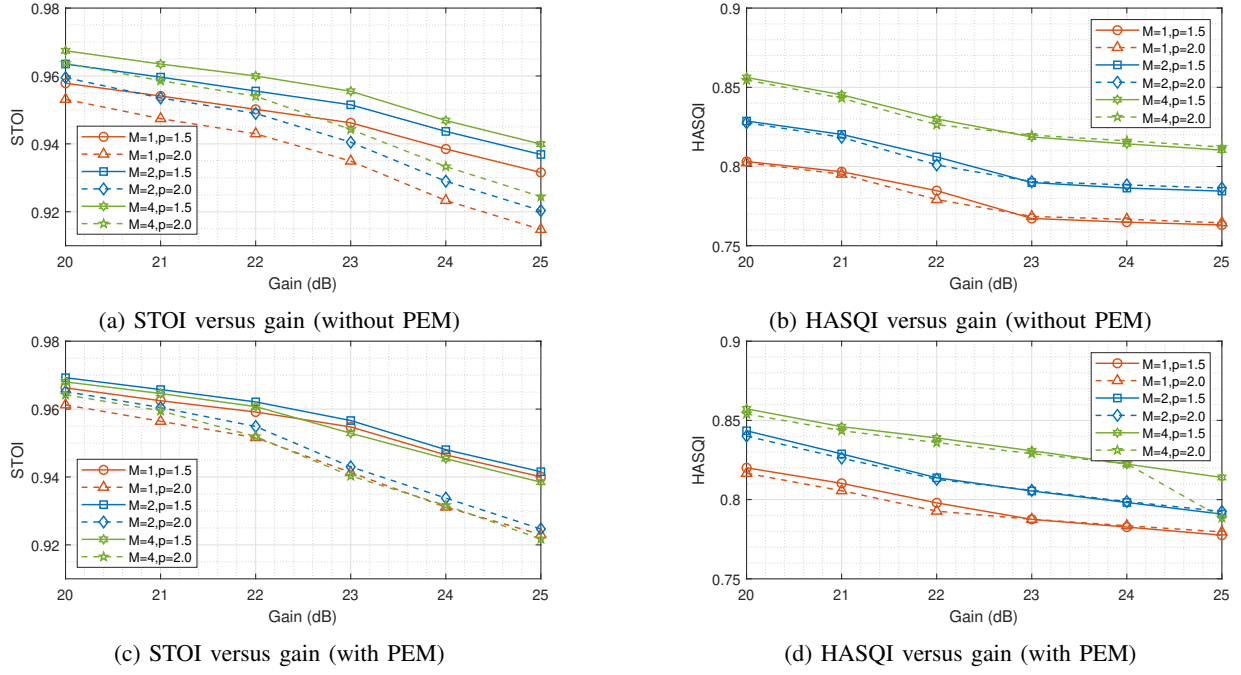 0.98
0.96
0.94
0.92
STOI
M=1,p=1.5
M=1,p=2.0
M=2,p=1.5
M=2,p=2.0
M=4,p=1.5
M=4,p=2.0
20 21 22 23 24 25
Gain (dB)
(a) STOI versus gain (without PEM)
0.9
0.85
0.8
0.75
HASQI
M=1,p=1.5
M=1,p=2.0
M=2,p=1.5
M=2,p=2.0
M=4,p=1.5
M=4,p=2.0
20 21 22 23 24 25
Gain (dB)
(b) HASQI versus gain (without PEM)
0.98
0.96
0.94
0.92
STOI
M=1,p=1.5
M=1,p=2.0
M=2,p=1.5
M=2,p=2.0
M=4,p=1.5
M=4,p=2.0
20 21 22 23 24 25
Gain (dB)
(c) STOI versus gain (with PEM)
0.9
0.85
0.8
0.75
HASQI
M=1,p=1.5
M=1,p=2.0
M=2,p=1.5
M=2,p=2.0
M=4,p=1.5
M=4,p=2.0
20 21 22 23 24 25
Gain (dB)
(d) HASQI versus gain (with PEM)